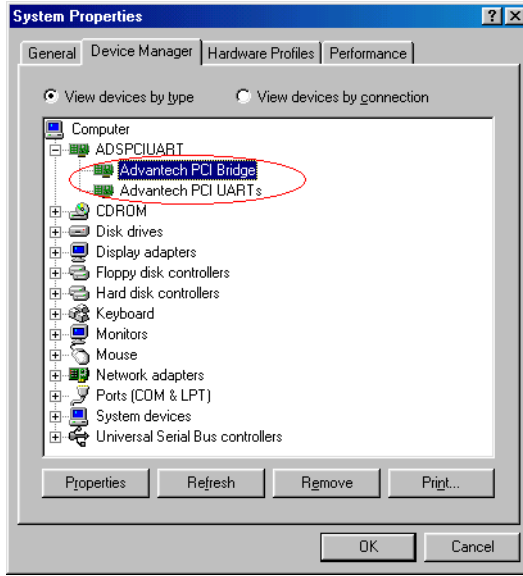 System Properties
General Device Manager Hardware Profiles Performance
View devices by type View devices by connection
Computer
ADSPCIUART
Advantech PCI Bridge
Advantech PCI UARTs
CDROM
Disk drives
Display adapters
Floppy disk controllers
Hard disk controllers
Keyboard
Monitors
Mouse
Network adapters
Ports (COM & LPT)
System devices
Universal Serial Bus controllers
Properties Refresh Remove Print...
OK Cancel